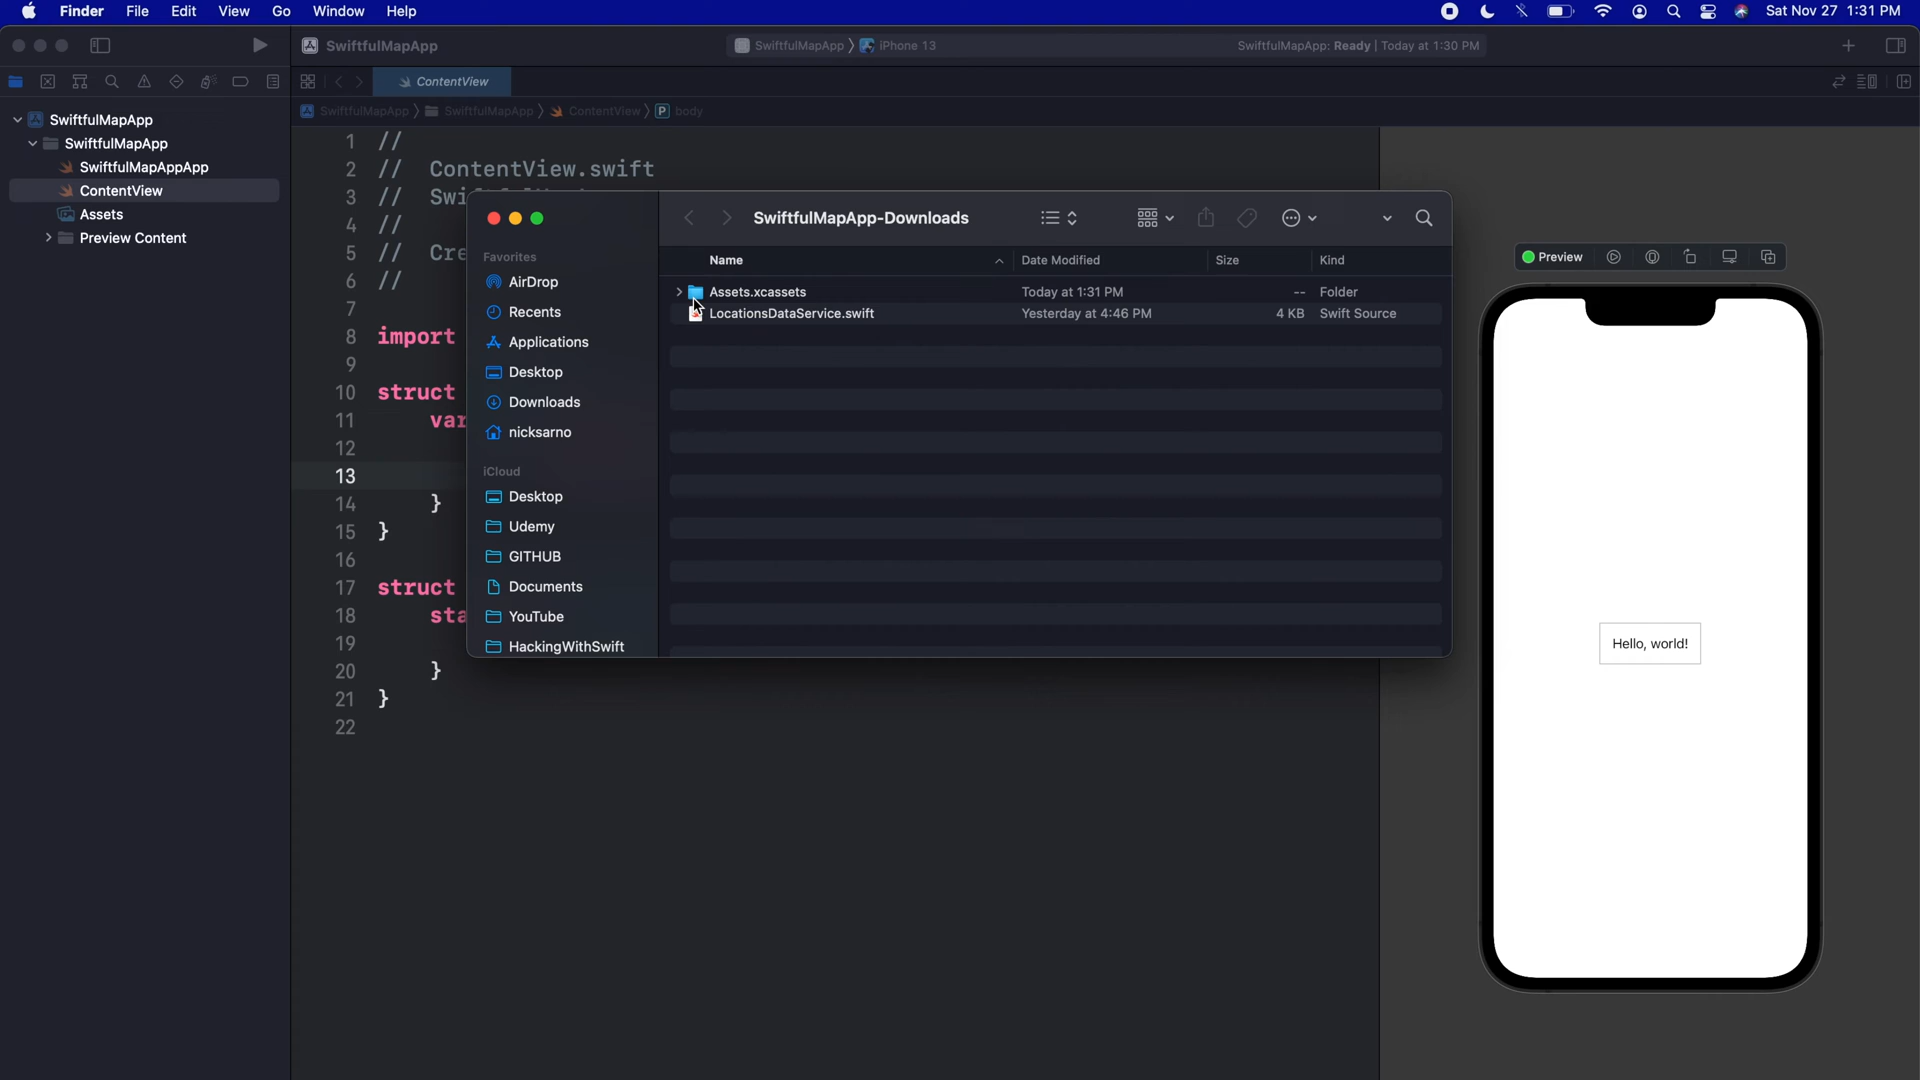 Finder File Edit View Go Window Help Sat Nov 27 1:31 PM
SwiftfulMapApp SwiftfulMapApp iPhone 13 SwiftfulMapApp: Ready | Today at 1:30 PM
ContentView
SwiftfulMapApp SwiftfulMapApp ContentView P body
SwiftfulMapApp
SwiftfulMapApp
SwiftfulMapAppApp
ContentView
Assets
Preview Content
1 //
2 // ContentView.swift
3 //
4 //
5 // Cre
6 //
7
8 import
9
10 struct
11 var
12
13
14 }
15 }
16
17 struct
18 sta
19
20 }
21 }
22
SwiftfulMapApp-Downloads
Favorites
AirDrop
Recents
Applications
Desktop
Downloads
nicksarno
iCloud
Desktop
Udemy
GITHUB
Documents
YouTube
HackingWithSwift
Name Date Modified Size Kind
Assets.xcassets Today at 1:31 PM -- Folder
LocationsDataService.swift Yesterday at 4:46 PM 4 KB Swift Source
Preview
Hello, world!